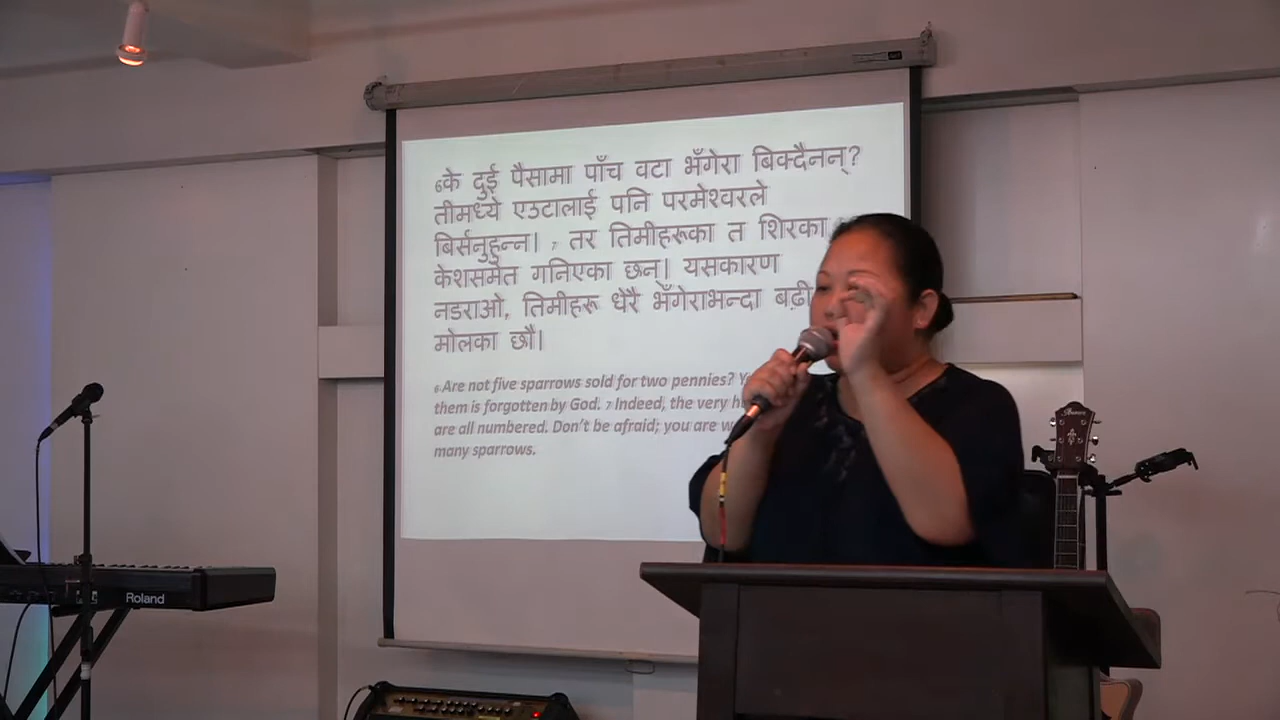 6के दुई पैसामा पाँच वटा भँगेरा बिक्दैनन्?
तीमध्ये एउटालाई पनि परमेश्वरले
बिर्सनुहुन्न। 7 तर तिमीहरूका त शिरका
केशसमेत गनिएका छन्। यसकारण
नडराओ, तिमीहरू धेरै भँगेराभन्दा बढ़ी
मोलका छौ।
6 Are not five sparrows sold for two pennies?
them is forgotten by God. 7 Indeed, the very
are all numbered. Don't be afraid; you are
many sparrows.
Roland
Ibanez